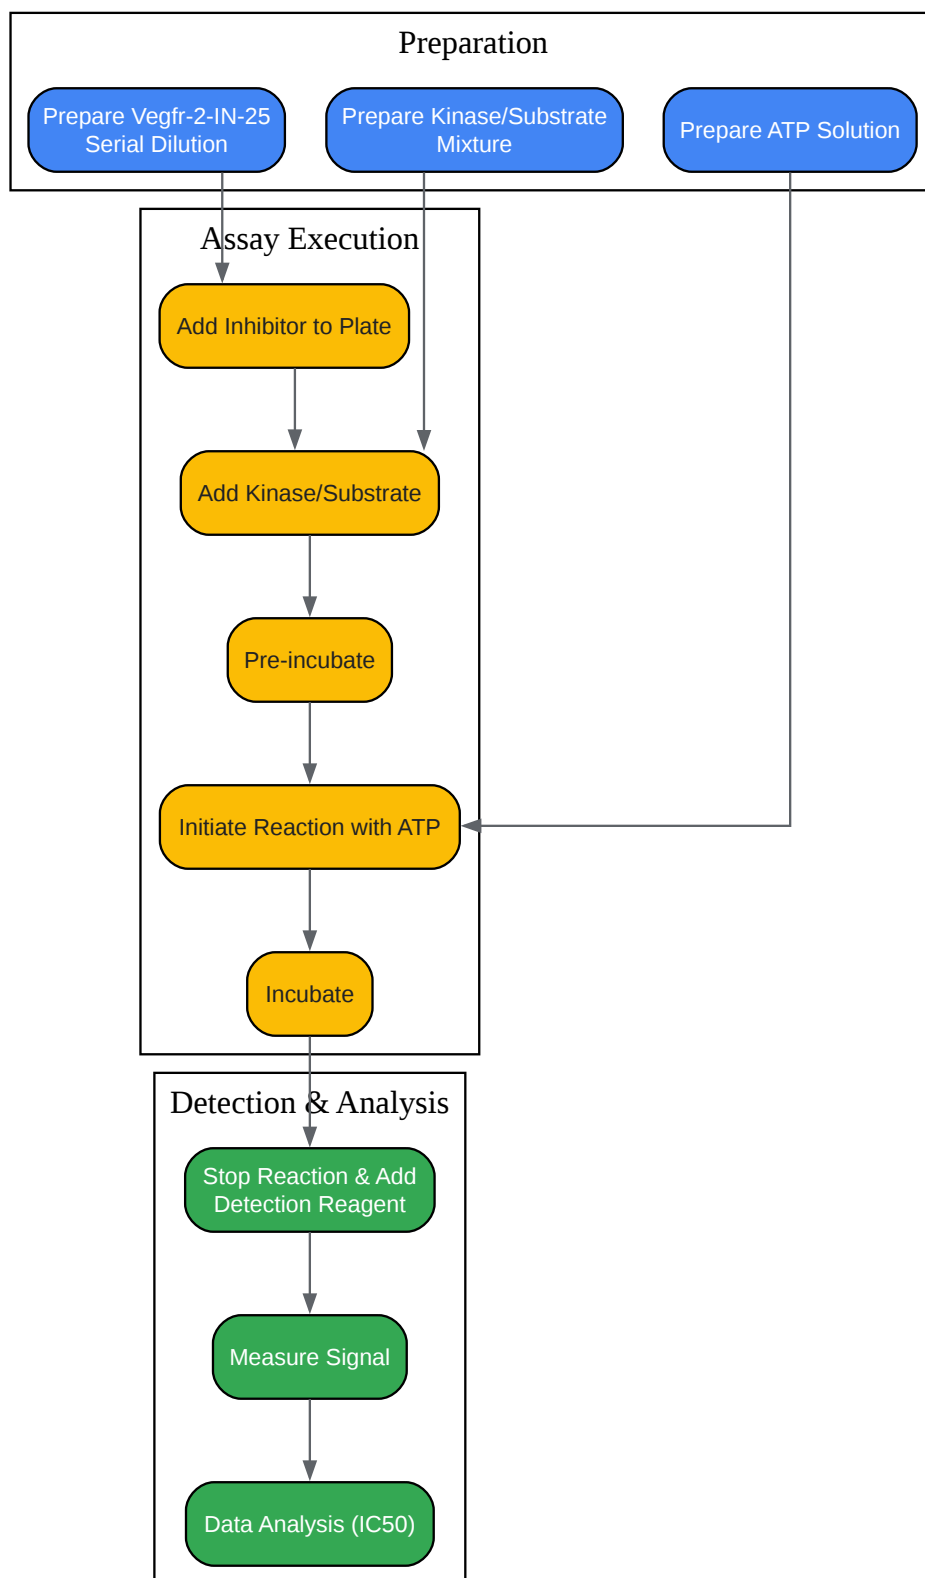 Preparation
Prepare Vegfr-2-IN-25
Serial Dilution
Prepare Kinase/Substrate
Mixture
Prepare ATP Solution
Assay Execution
Add Inhibitor to Plate
Add Kinase/Substrate
Pre-incubate
Initiate Reaction with ATP
Incubate
Detection & Analysis
Stop Reaction & Add
Detection Reagent
Measure Signal
Data Analysis (IC50)